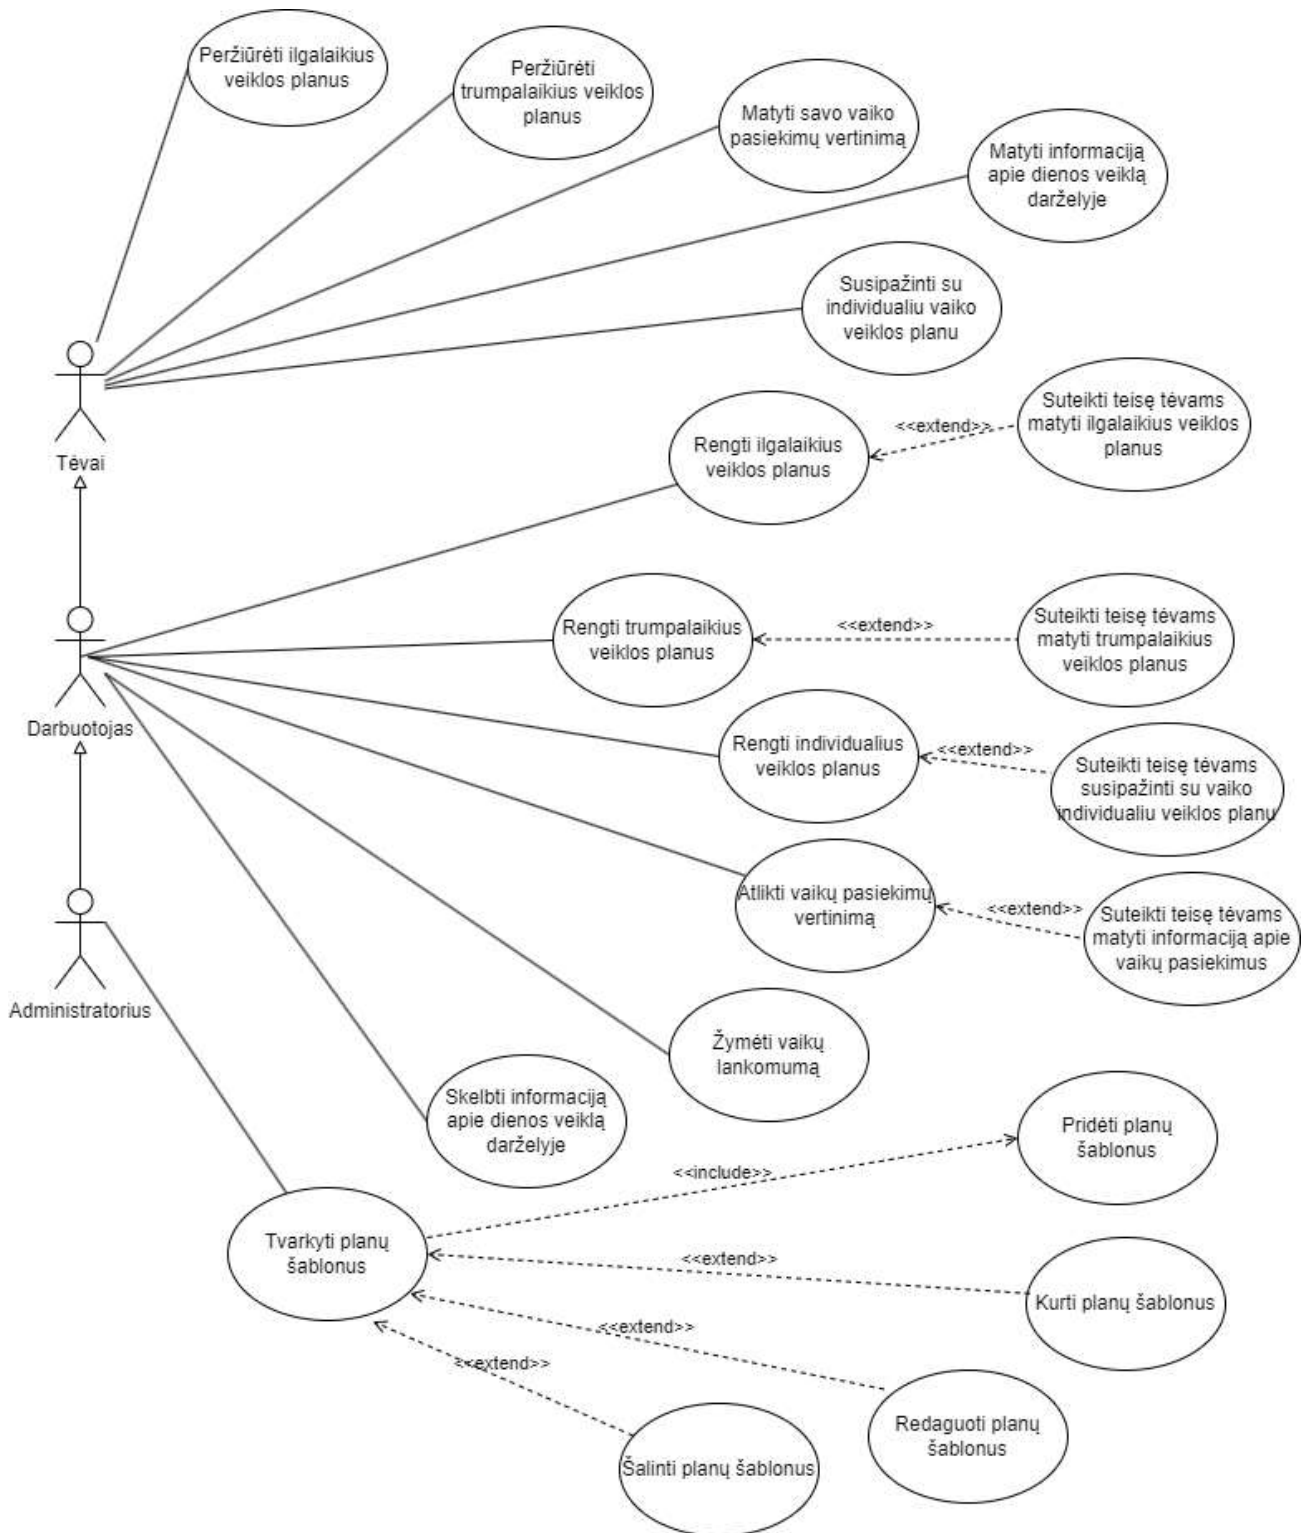 Peržiūrėti ilgalaikius
veiklos planus
Peržiūrėti
trumpalaikius veiklos
planus
Matyti savo vaiko
pasiekimų vertinimą
Matyti informaciją
apie dienos veiklą
darželyje
Susipažinti su
individualiu vaiko
veiklos planu
Tėvai
Rengti ilgalaikius
veiklos planus
<<extend>>
Suteikti teisę tėvams
matyti ilgalaikius veiklos
planus
Rengti trumpalaikius
veiklos planus
<<extend>>
Suteikti teisę tėvams
matyti trumpalaikius
veiklos planus
Darbuotojas
Rengti individualius
veiklos planus
<<extend>>
Suteikti teisę tėvams
susipažinti su vaiko
individualiu veiklos planu
Atlikti vaikų pasiekimų
vertinimą
<<extend>>
Suteikti teisę tėvams
matyti informaciją apie
vaikų pasiekimus
Administratorius
Žymėti vaikų
lankomumą
Skelbti informaciją
apie dienos veiklą
darželyje
Pridėti planų
šablonus
<<include>>
Tvarkyti planų
šablonus
<<extend>>
Kurti planų šablonus
<<extend>>
<<extend>>
Redaguoti planų
šablonus
Šalinti planų šablonus